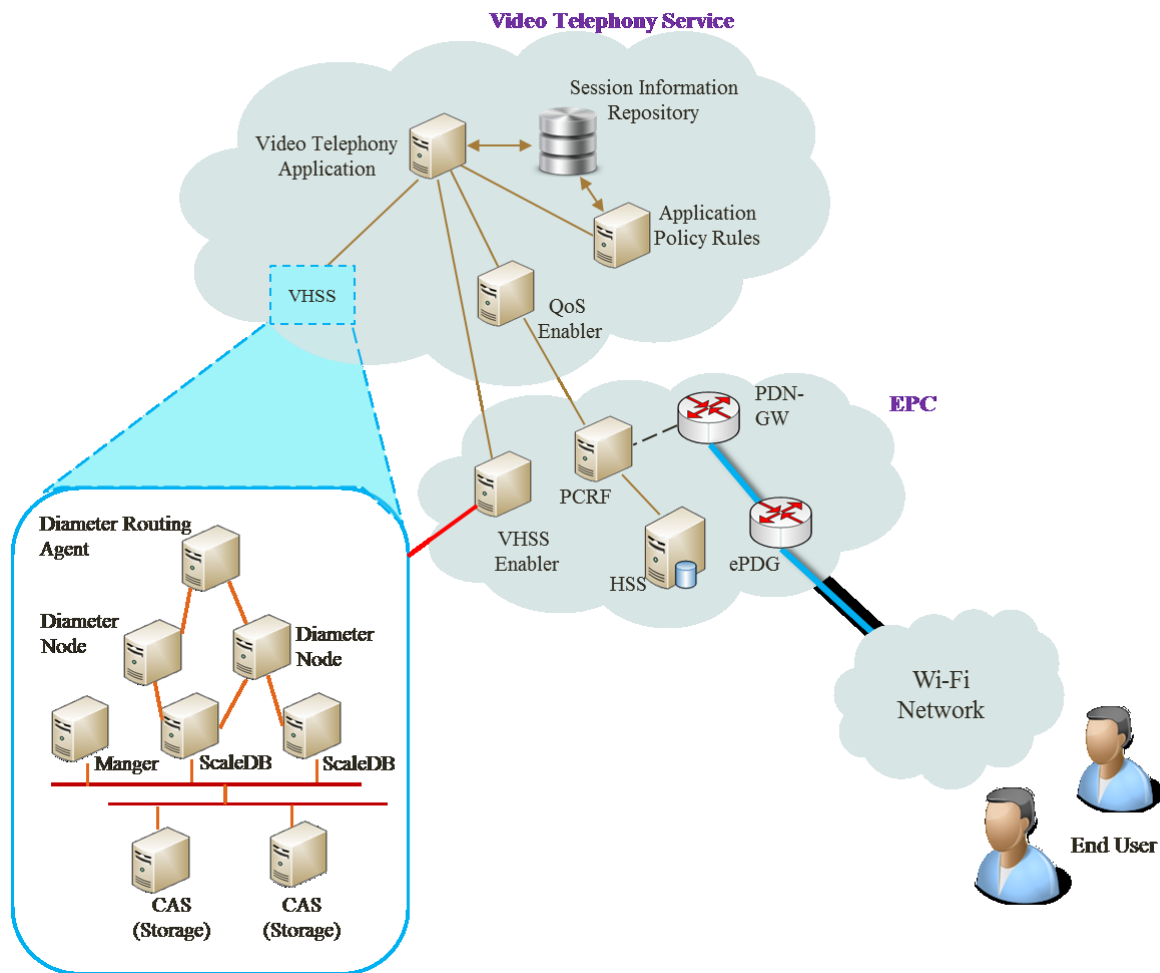 Video Telephony Service
Session Information
Repository
Video Telephony
Application
Application
Policy Rules
VHSS
QoS
Enabler
PDN-
GW
EPC
PCRF
VHSS
Enabler
HSS
ePDG
Diameter Routing
Agent
Diameter
Node
Diameter
Node
Manger
ScaleDB
ScaleDB
CAS
(Storage)
CAS
(Storage)
Wi-Fi
Network
End User